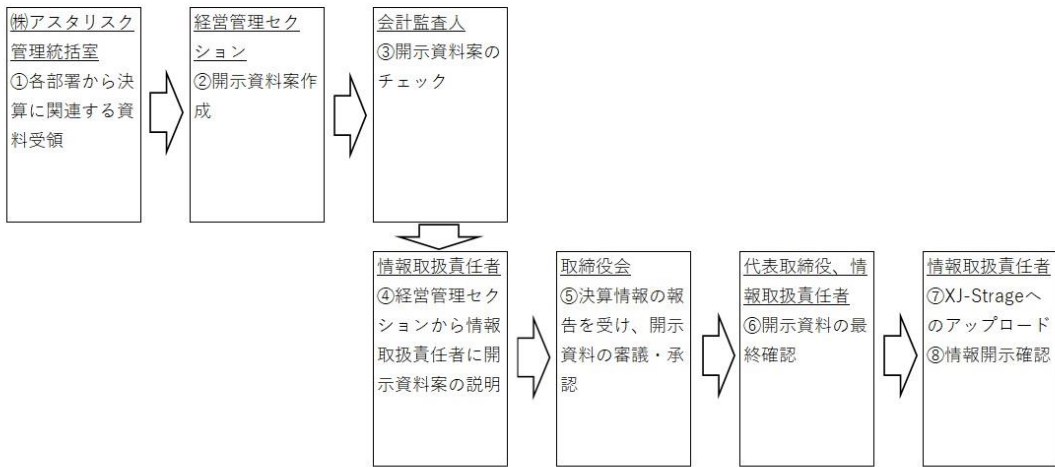 ㈱アスタリスク
管理統括室
①各部署から決
算に関連する資
料受領
経営管理セク
ション
②開示資料案作
成
会計監査人
③開示資料案の
チェック
情報取扱責任者
④経営管理セク
ションから情報
取扱責任者に開
示資料案の説明
取締役会
⑤決算情報の報
告を受け、開示
資料の審議・承
認
代表取締役、情
報取扱責任者
⑥開示資料の最
終確認
情報取扱責任者
⑦XJ-Strageへ
のアップロード
⑧情報開示確認